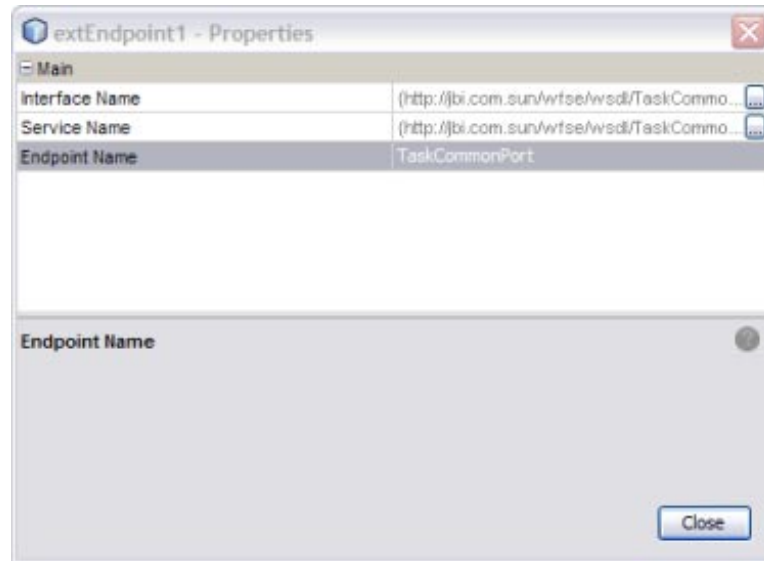 extEndpoint1 - Properties
Main
Interface Name (http://jbi.com.sun/wfse/wsdl/TaskCommo... ...
Service Name (http://jbi.com.sun/wfse/wsdl/TaskCommo... ...
Endpoint Name TaskCommonPort
Endpoint Name
?
Close